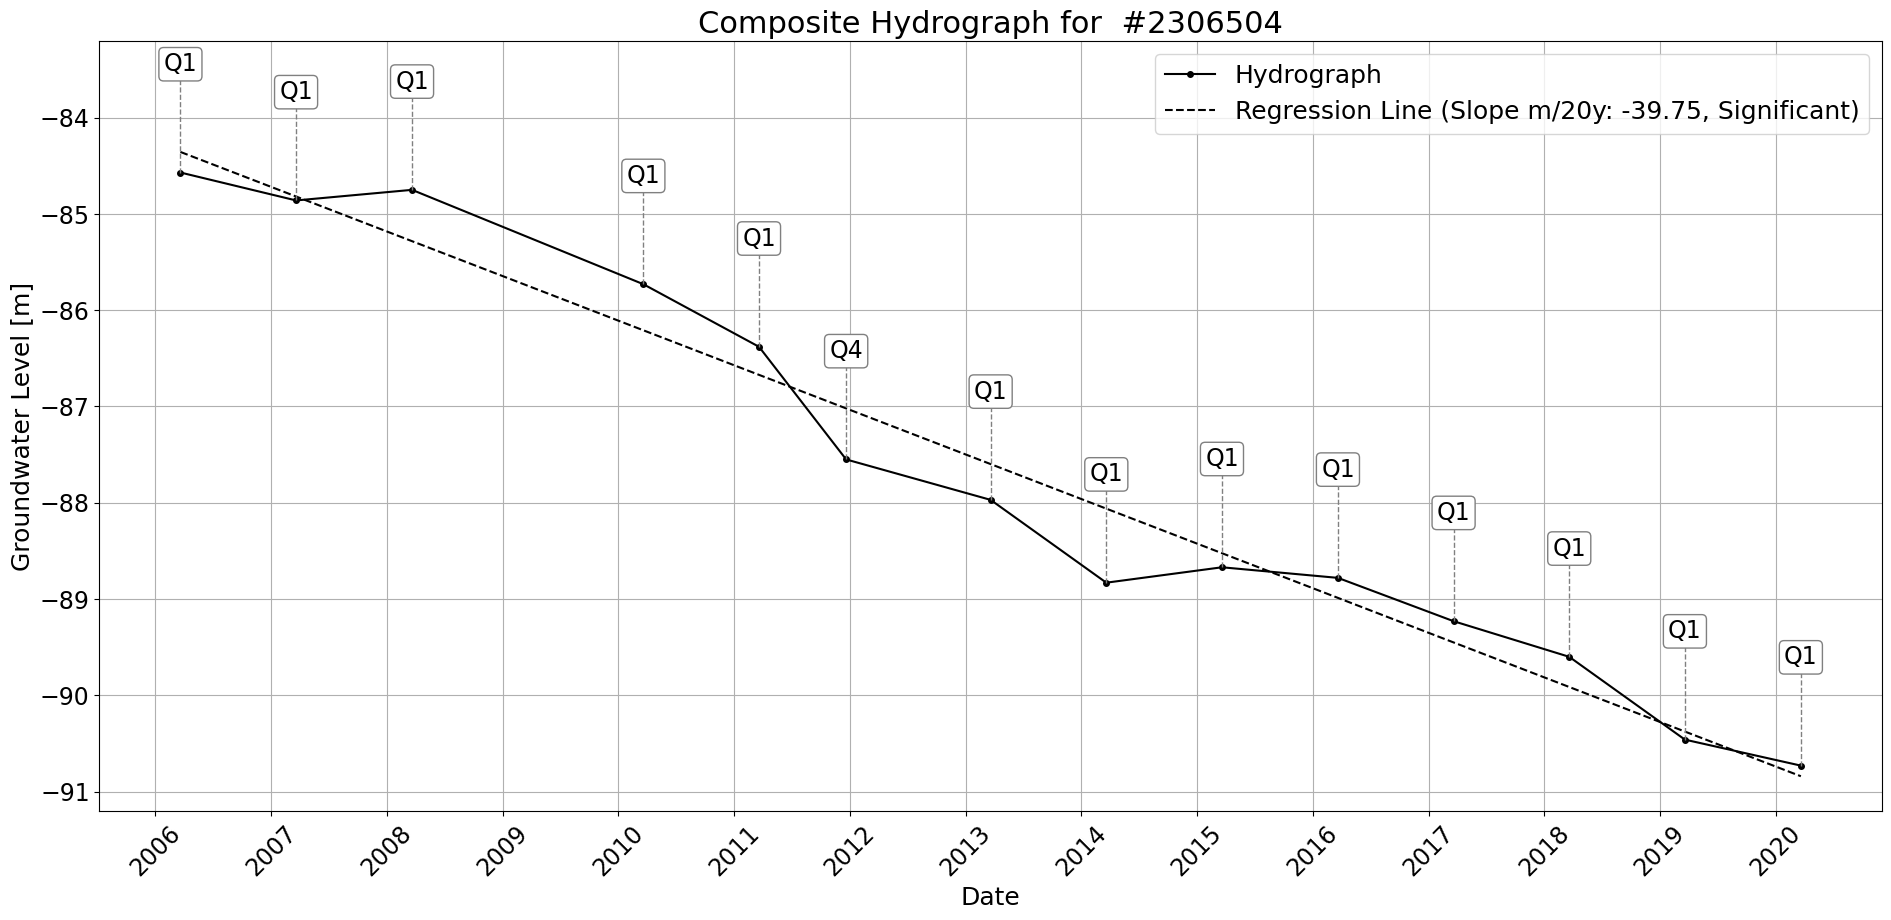 Composite Hydrograph for  #2306504
Hydrograph
Regression Line (Slope m/20y: -39.75, Significant)
Q1
Q1
Q1
Q1
Q1
Q4
Q1
Q1
Q1
Q1
Q1
Q1
Q1
Q1
Groundwater Level [m]
−84
−85
−86
−87
−88
−89
−90
−91
2006
2007
2008
2009
2010
2011
2012
2013
2014
2015
2016
2017
2018
2019
2020
Date